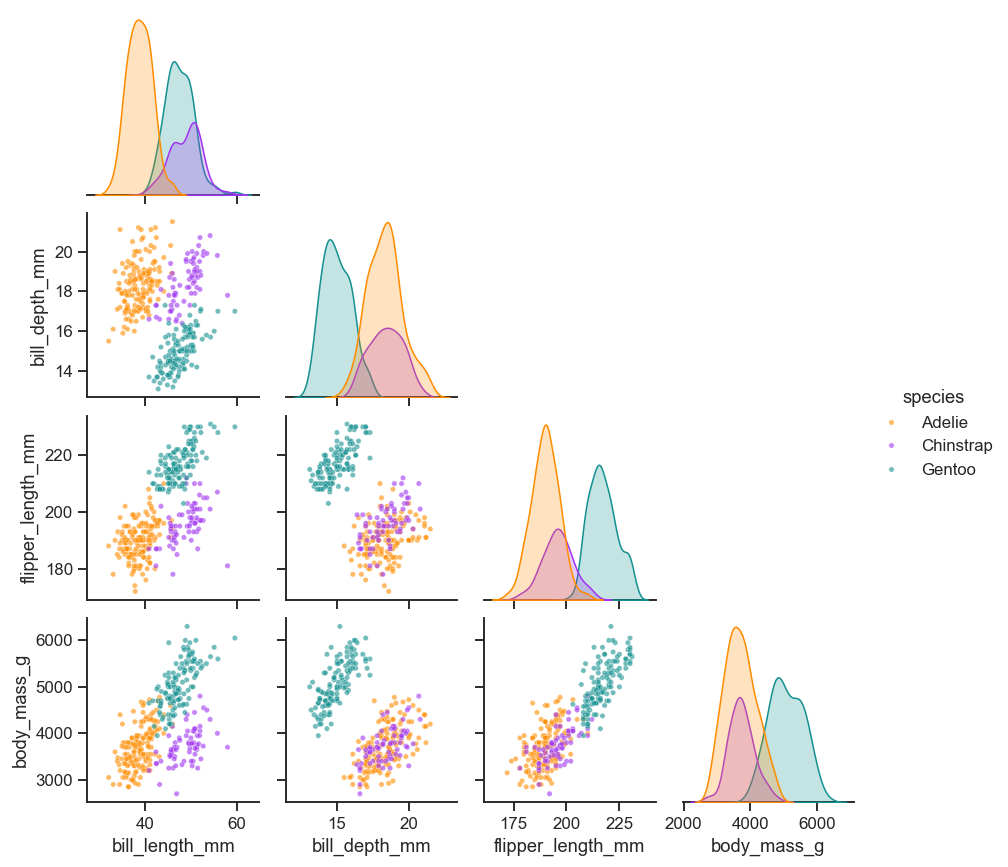 bill_depth_mm
20
18
16
14
flipper_length_mm
220
200
180
body_mass_g
6000
5000
4000
3000
40
60
bill_length_mm
15
20
bill_depth_mm
175
200
225
flipper_length_mm
2000
4000
6000
body_mass_g
species
Adelie
Chinstrap
Gentoo